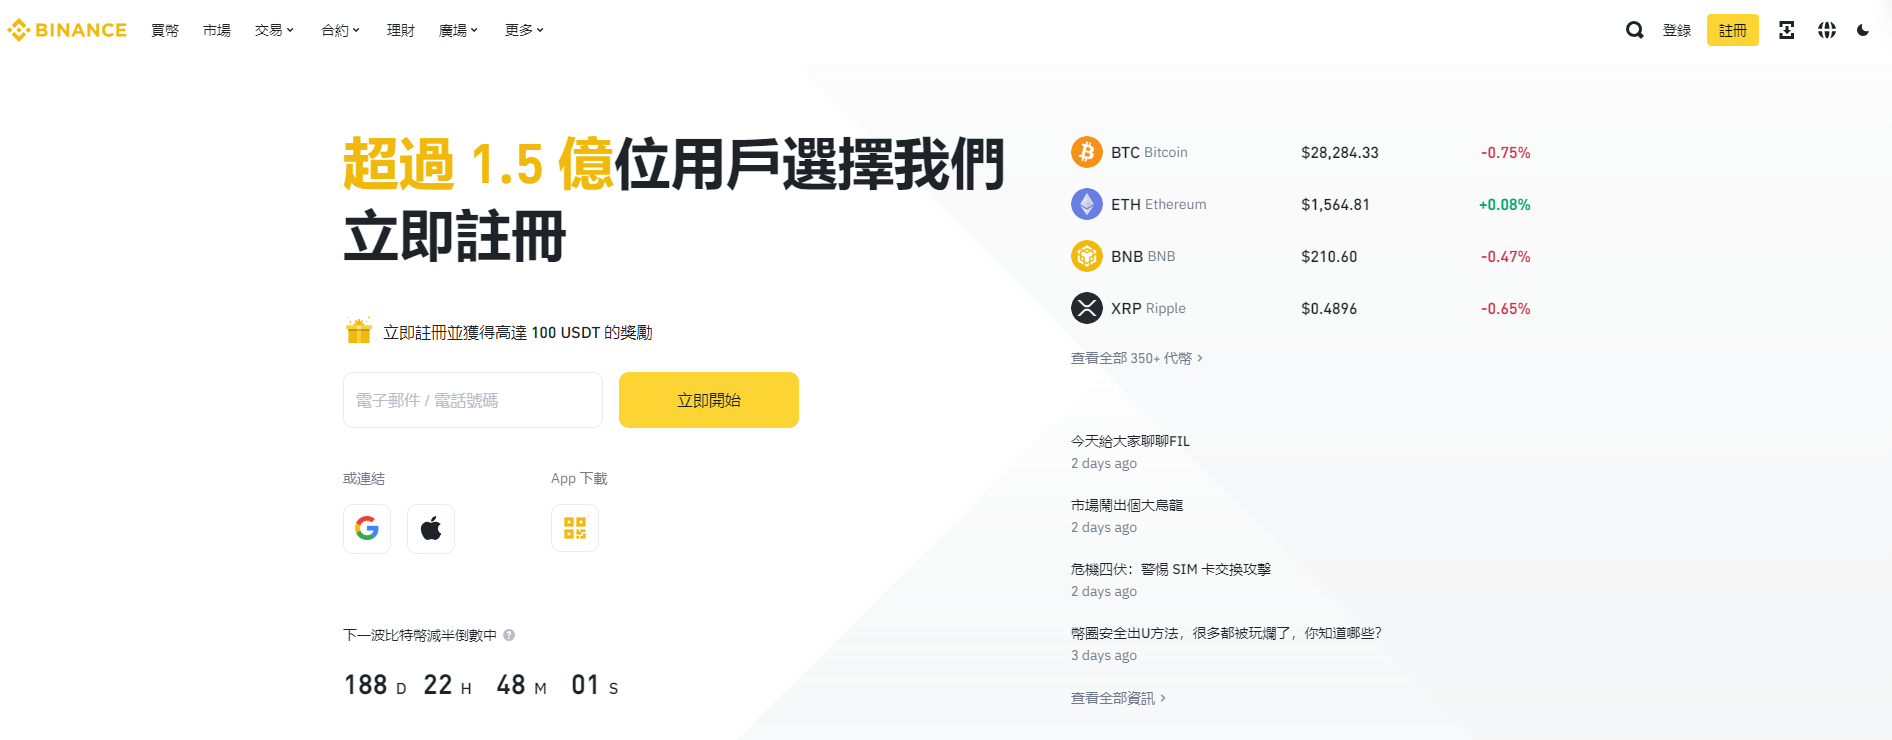 BINANCE 買幣 市場 交易 合約 理財 廣場 更多 登錄 註冊
超過 1.5 億位用戶選擇我們
立即註冊
立即註冊並獲得高達 100 USDT 的獎勵
電子郵件 / 電話號碼
立即開始
或連結
App 下載
下一波比特幣減半倒數中 ?
188 D 22 H 48 M 01 S
BTC Bitcoin $28,284.33 -0.75%
ETH Ethereum $1,564.81 +0.08%
BNB BNB $210.60 -0.47%
XRP Ripple $0.4896 -0.65%
查看全部 350+ 代幣
今天給大家聊聊FIL
2 days ago
市場鬧出個大烏龍
2 days ago
危機四伏：警惕 SIM 卡交換攻擊
2 days ago
幣圈安全出U方法，很多都被玩爛了，你知道哪些？
3 days ago
查看全部資訊